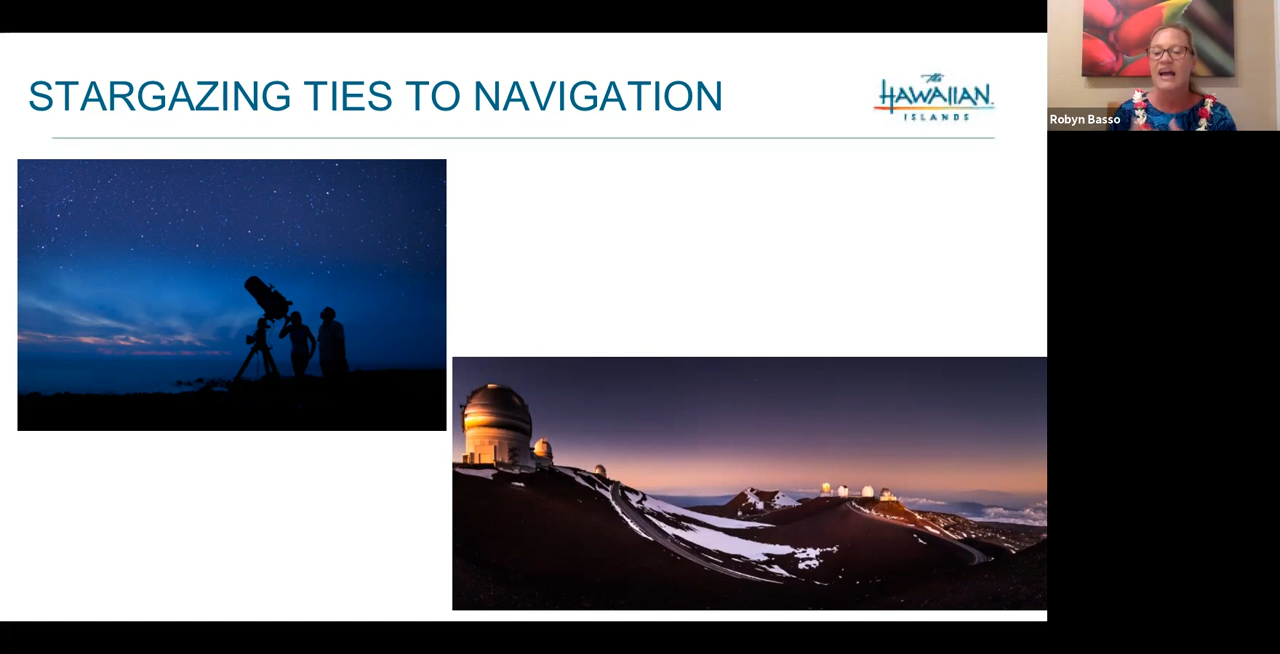 STARGAZING TIES TO NAVIGATION
The
HAWAIIAN
ISLANDS
Robyn Basso